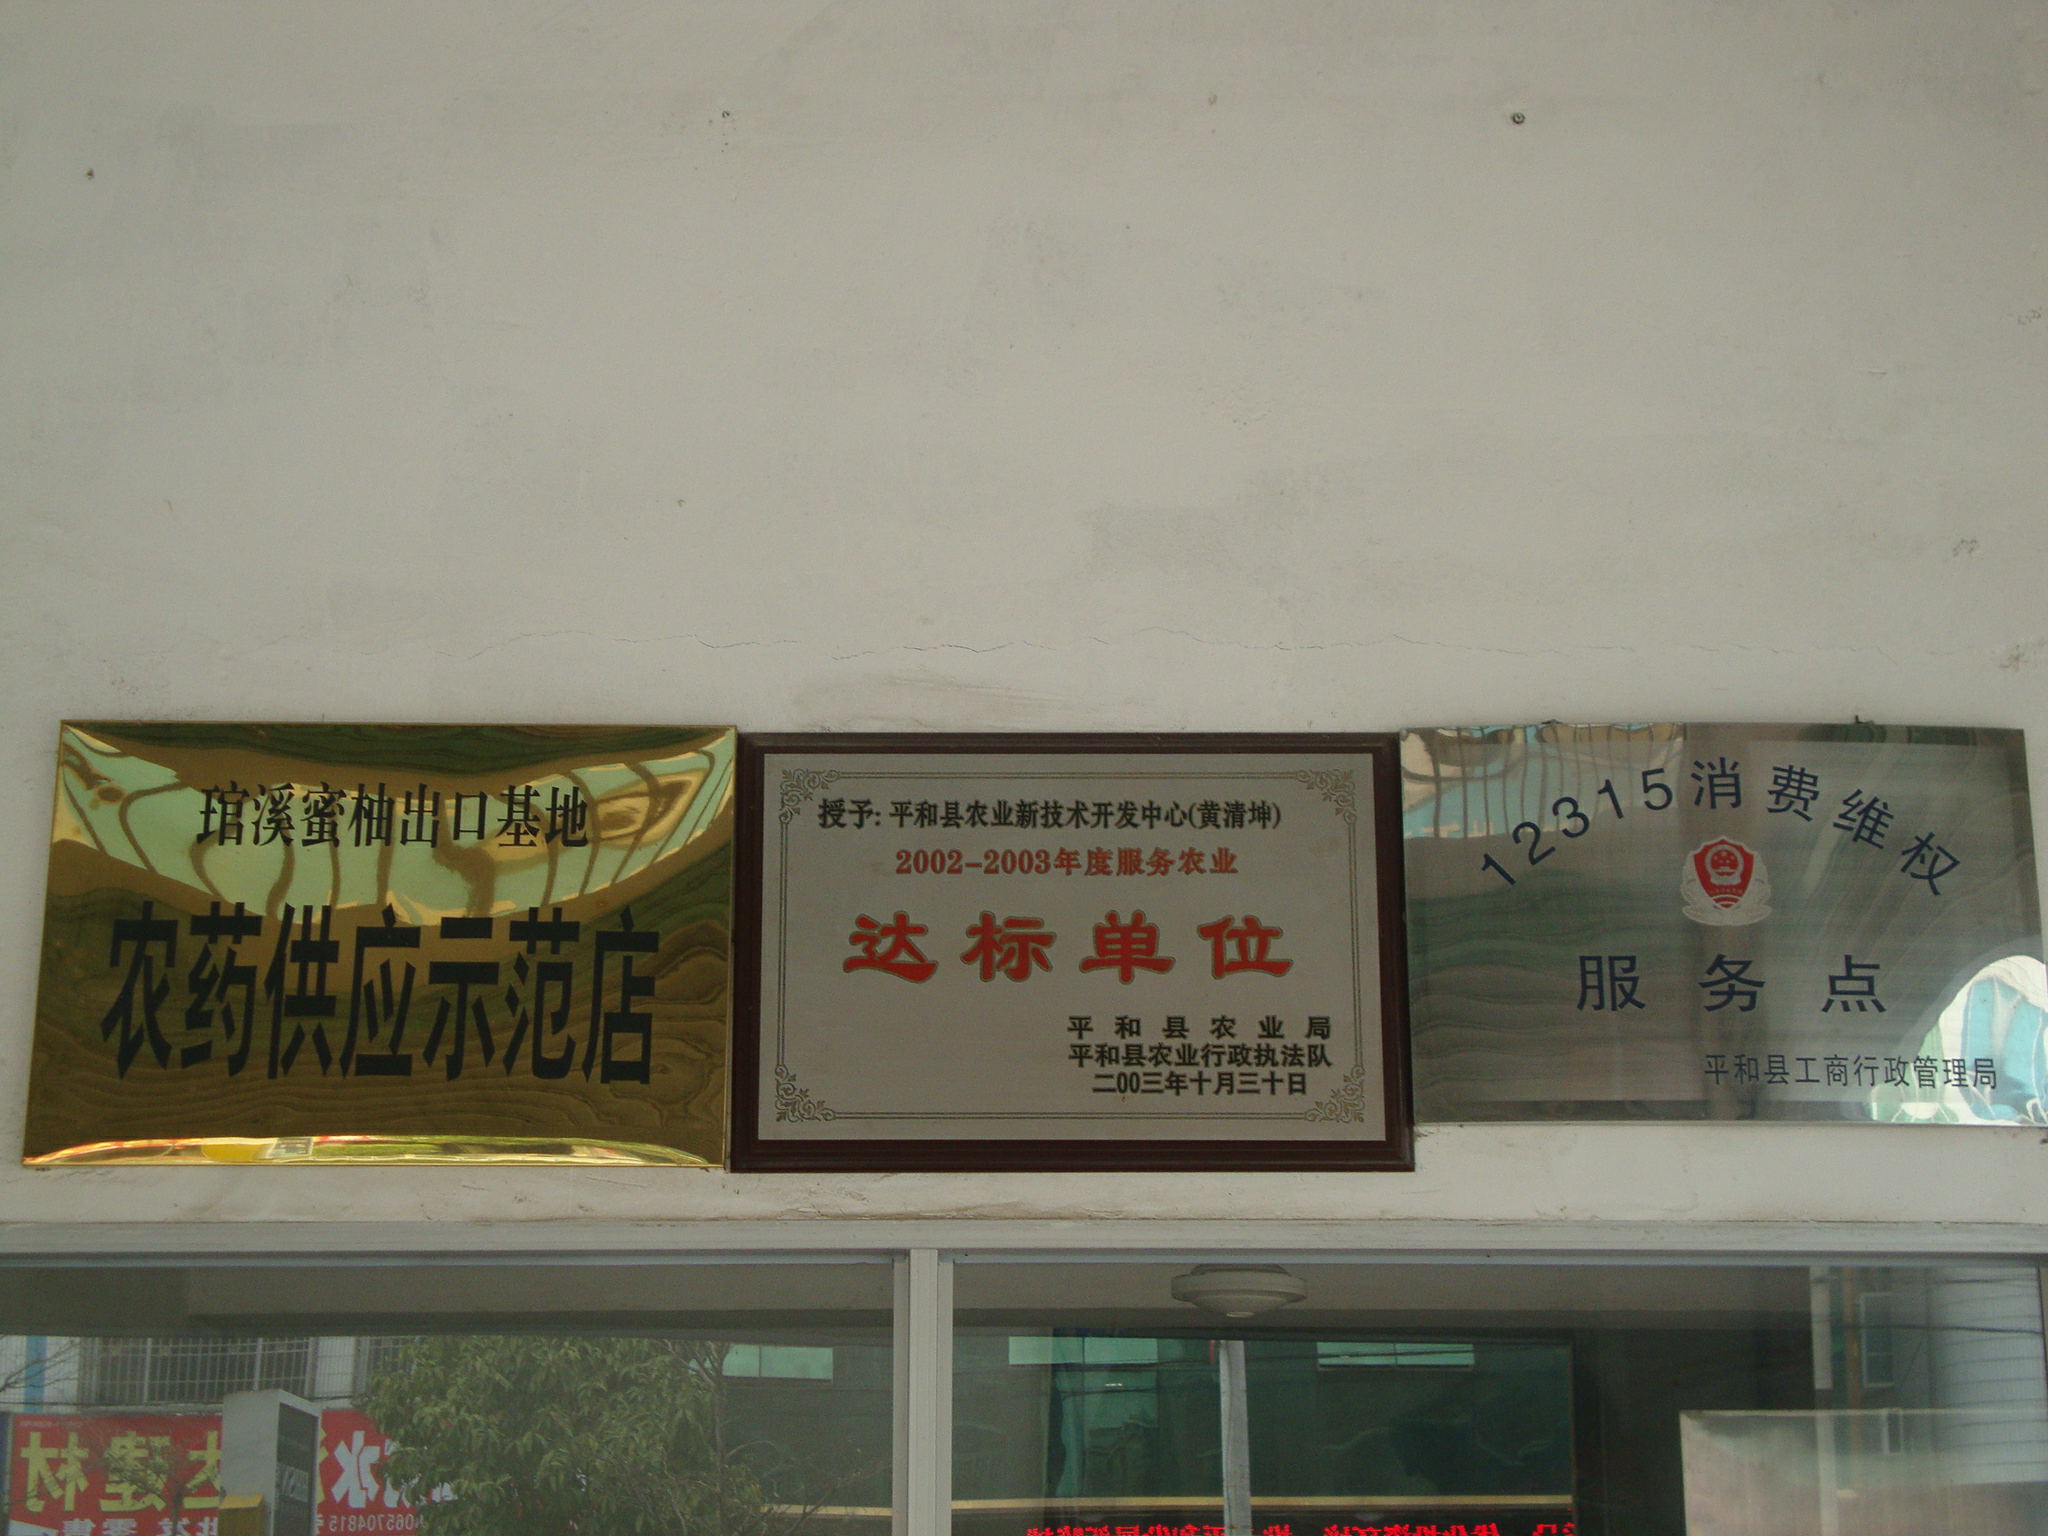 琯溪蜜柚出口基地
农药供应示范店
授予: 平和县农业新技术开发中心(黄清坤)
2002-2003年度服务农业
达标单位
平和县农业局
平和县农业行政执法队
二00三年十月三十日
12315消费维权
服务点
平和县工商行政管理局
建材
水